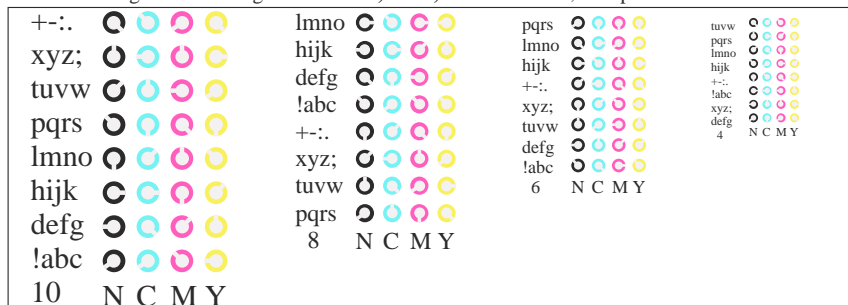 +-:.
xyz;
tuvw
pqrs
lmno
hijk
defg
!abc
10 N C M Y
lmno
hijk
defg
!abc
+-:.
xyz;
tuvw
pqrs
8 N C M Y
pqrs
lmno
hijk
+-:.
xyz;
tuvw
defg
!abc
6 N C M Y
tuvw
pqrs
lmno
hijk
+-:.
!abc
xyz;
defg
4 N C M Y